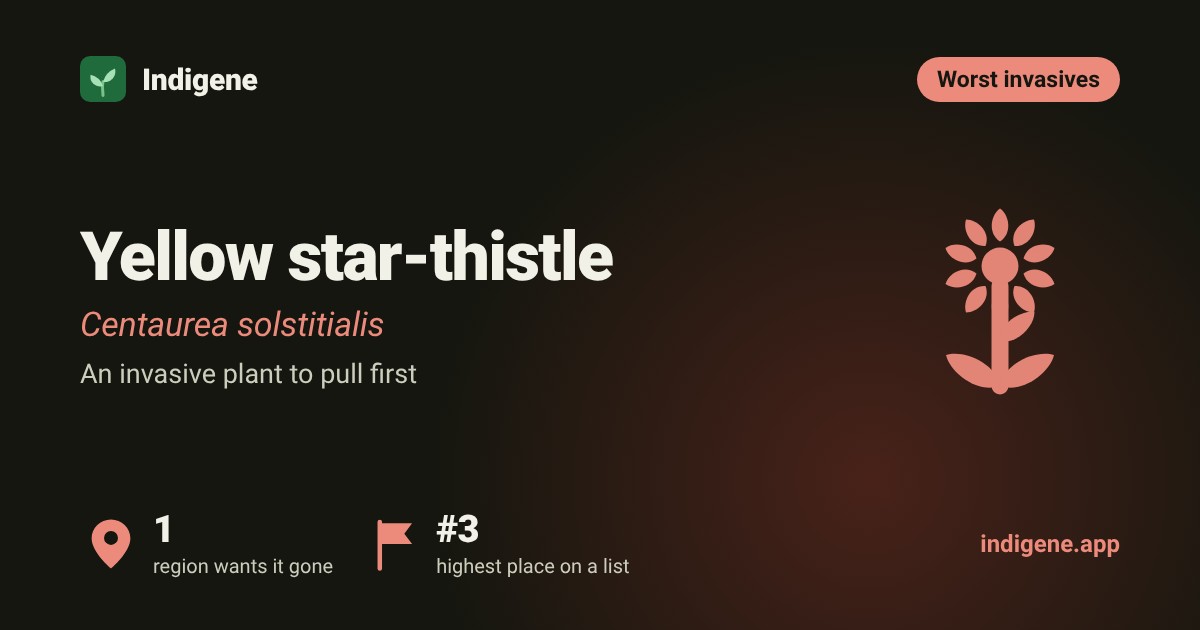 Indigene
Worst invasives
Yellow star-thistle
Centaurea solstitialis
An invasive plant to pull first
1
region wants it gone
#3
highest place on a list
indigene.app